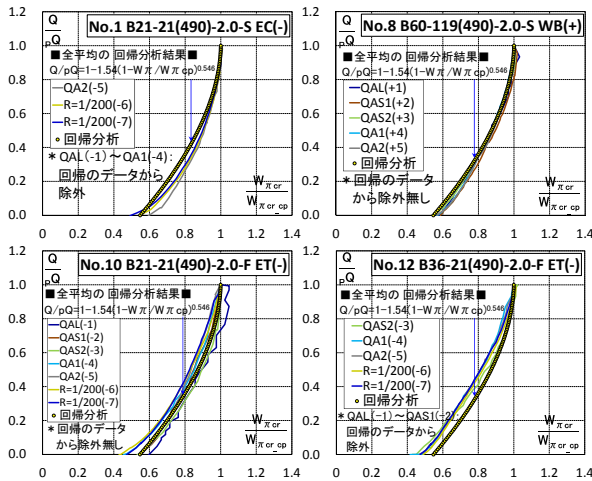 Q
pQ
No.1 B21-21(490)-2.0-S EC(-)
■全平均の回帰分析結果■
Q/pQ=1-1.54(1-Wπ/Wπcp)^0.546
QA2(-5)
R=1/200(-6)
R=1/200(-7)
回帰分析
＊QAL(-1)～QA1(-4):
回帰のデータから
除外
Wπcr
Wπcr_cp
1.2
1.0
0.8
0.6
0.4
0.2
0.0
0 0.2 0.4 0.6 0.8 1 1.2 1.4
Q
pQ
No.8 B60-119(490)-2.0-S WB(+)
■全平均の回帰分析結果■
Q/pQ=1-1.54(1-Wπ/Wπcp)^0.546
QAL(+1)
QAS1(+2)
QAS2(+3)
QA1(+4)
QA2(+5)
回帰分析
＊回帰のデータ
から除外無し
Wπcr
Wπcr_cp
1.2
1.0
0.8
0.6
0.4
0.2
0.0
0 0.2 0.4 0.6 0.8 1 1.2 1.4
Q
pQ
No.10 B21-21(490)-2.0-F ET(-)
■全平均の回帰分析結果■
Q/pQ=1-1.54(1-Wπ/Wπcp)^0.546
QAL(-1)
QAS1(-2)
QAS2(-3)
QA1(-4)
QA2(-5)
R=1/200(-6)
R=1/200(-7)
回帰分析
＊回帰のデータ
から除外無し
Wπcr
Wπcr_cp
1.2
1.0
0.8
0.6
0.4
0.2
0.0
0 0.2 0.4 0.6 0.8 1 1.2 1.4
Q
pQ
No.12 B36-21(490)-2.0-F ET(-)
■全平均の回帰分析結果■
Q/pQ=1-1.54(1-Wπ/Wπcp)^0.546
QAS2(-3)
QA1(-4)
QA2(-5)
R=1/200(-6)
R=1/200(-7)
回帰分析
＊QAL(-1)～QAS1(-2)
回帰のデータから
除外
Wπcr
Wπcr_cp
1.2
1.0
0.8
0.6
0.4
0.2
0.0
0 0.2 0.4 0.6 0.8 1 1.2 1.4